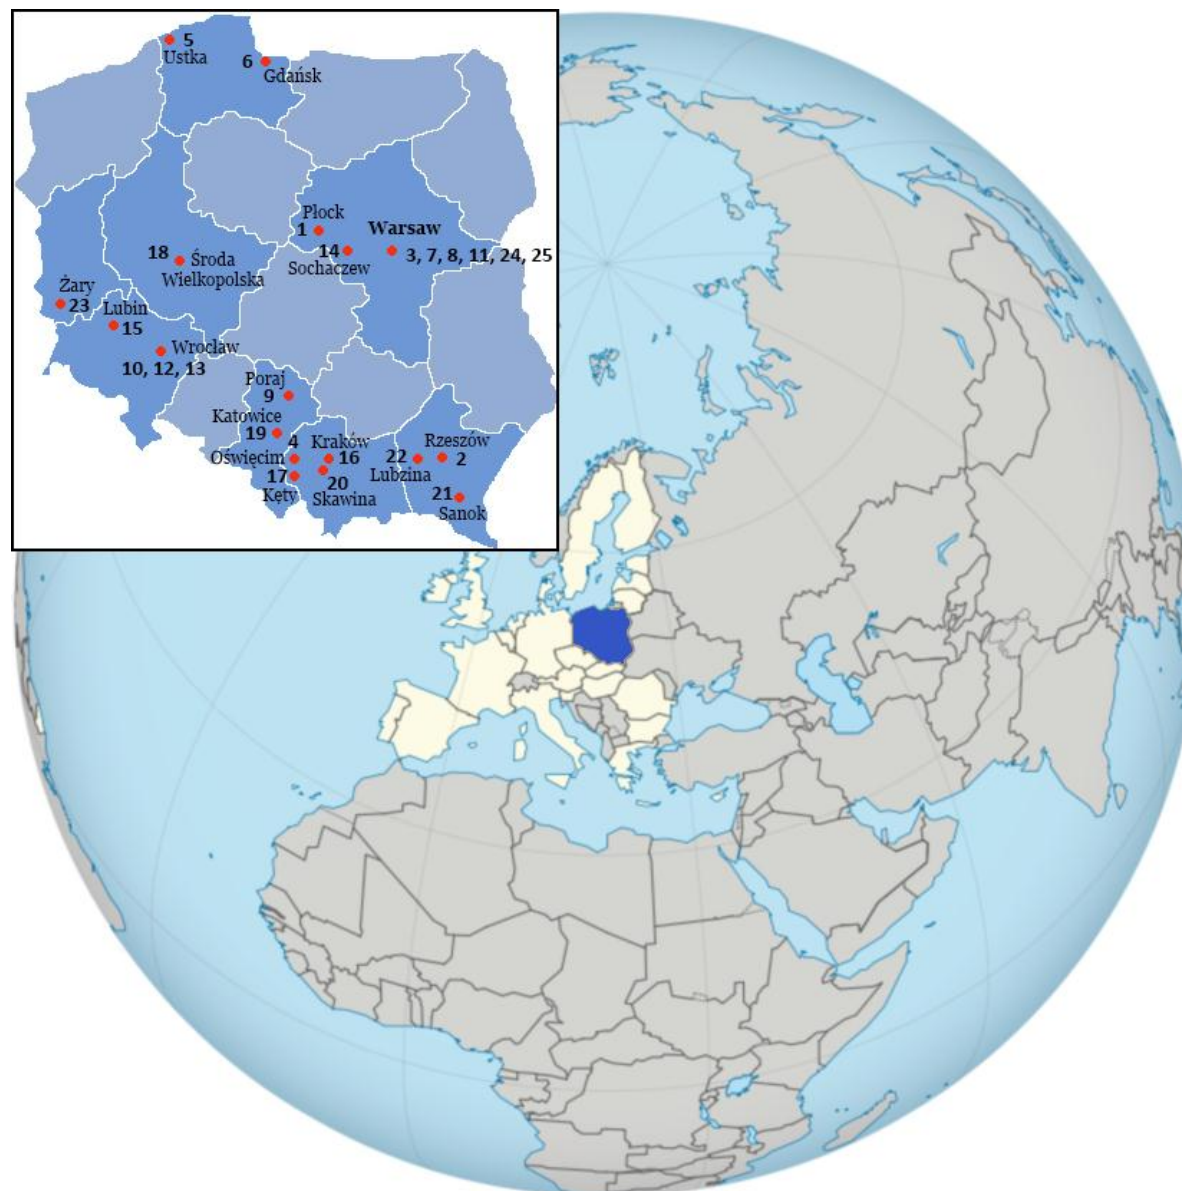 5
Ustka
6
Gdańsk
Płock
1
Warsaw
14
3, 7, 8, 11, 24, 25
Sochaczew
18
Środa
Wielkopolska
Żary
23
Lubin
15
Wrocław
10, 12, 13
Poraj
9
Katowice
19
4
Oświęcim
17
Kęty
Kraków
16
20
Skawina
22
Lubzina
Rzeszów
2
21
Sanok